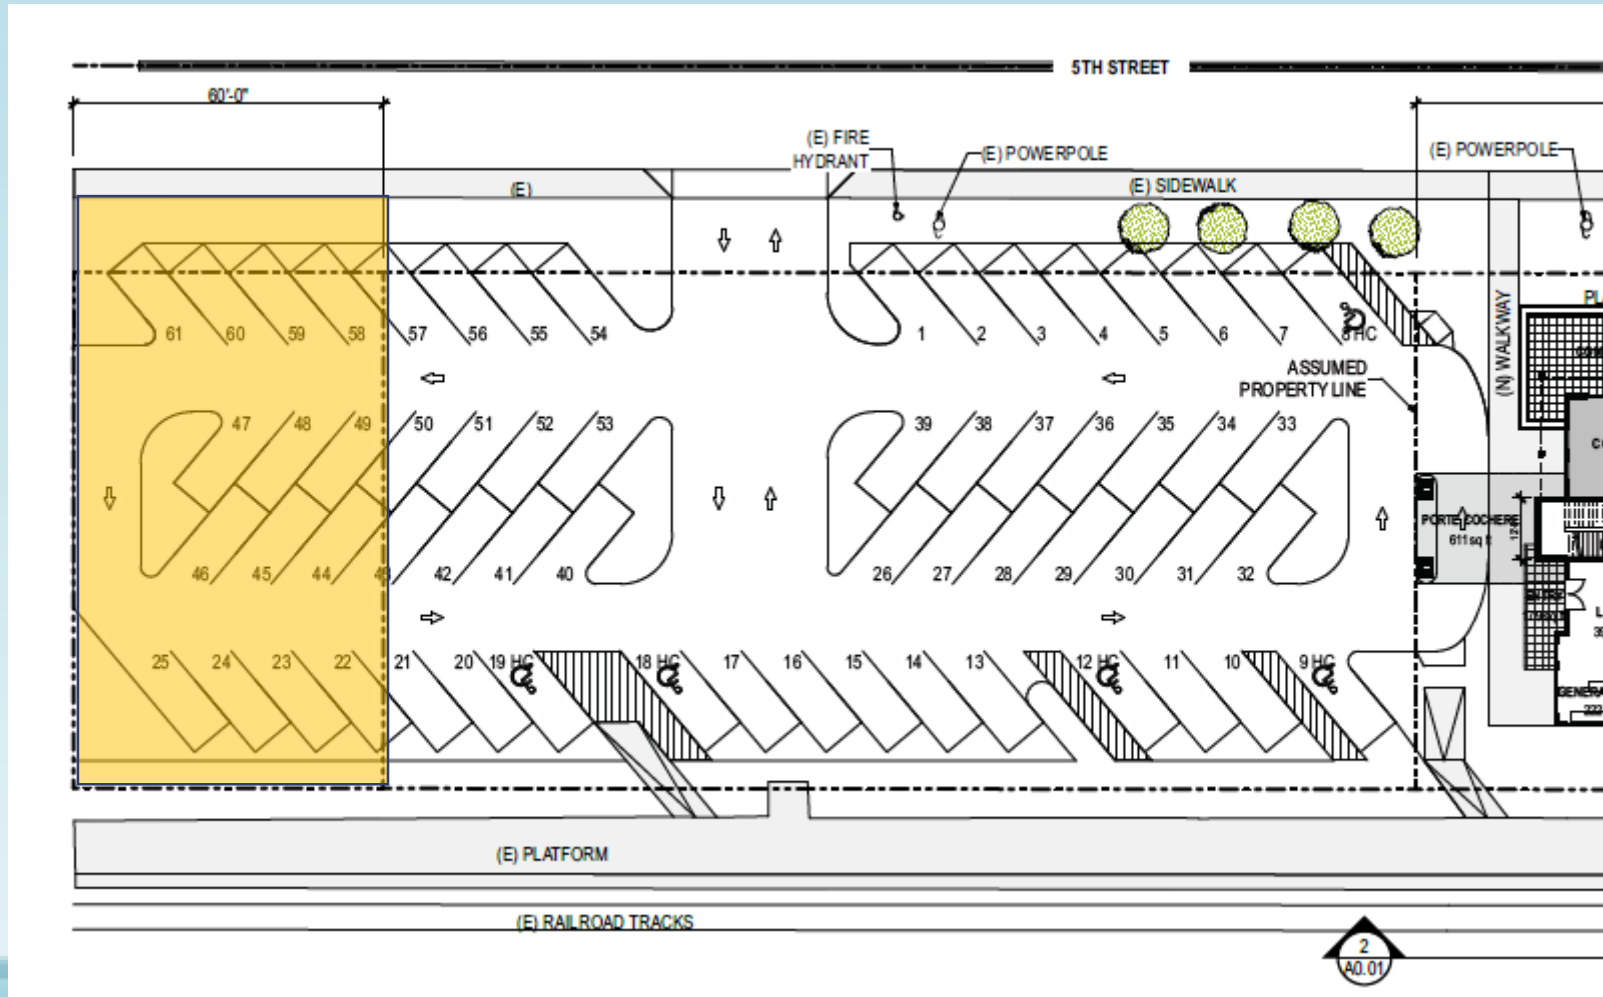 5TH STREET
60'-0"
(E) FIRE
HYDRANT
(E) POWERPOLE
(E) POWERPOLE
(E)
(E) SIDEWALK
61 60 59 58 57 56 55 54
1 2 3 4 5 6 7 8 HC
(N) WALKWAY
ASSUMED
PROPERTY LINE
47 48 49 50 51 52 53
39 38 37 36 35 34 33
PORTE COCHERE
611 sq ft
46 45 44 43 42 41 40
26 27 28 29 30 31 32
25 24 23 22 21 20 19 HC 18 HC 17 16 15 14 13 12 HC 11 10 9 HC
GENERA
222
(E) PLATFORM
(E) RAILROAD TRACKS
2
A0.01